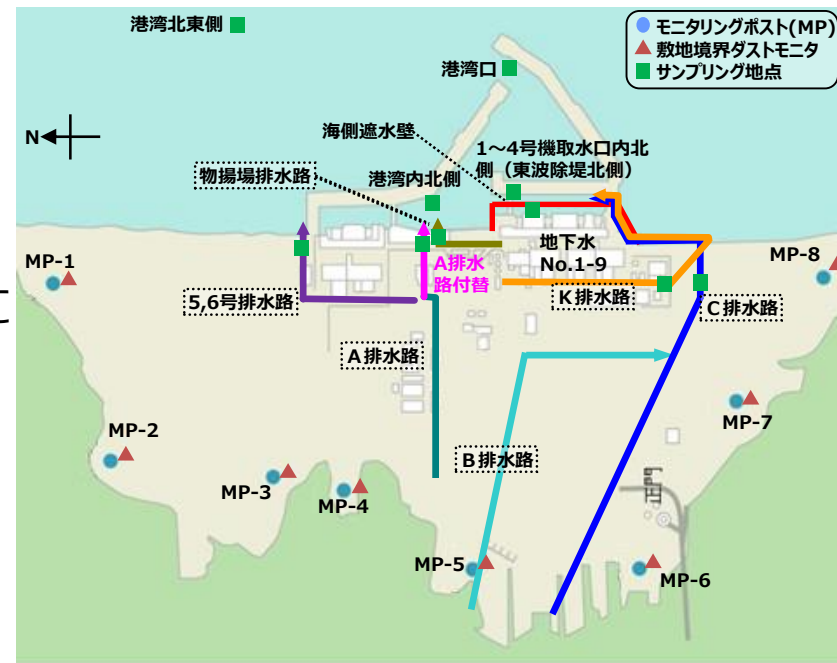 港湾北東側
モニタリングポスト(MP)
敷地境界ダストモニタ
サンプリング地点
港湾口
N
海側遮水壁
1～4号機取水口内北
側（東波除堤北側）
物揚場排水路
港湾内北側
地下水
No.1-9
MP-1
MP-8
A排水
路付替
5,6号排水路
K排水路
C排水路
A排水路
MP-7
MP-2
B排水路
MP-3
MP-4
正門
MP-5
MP-6